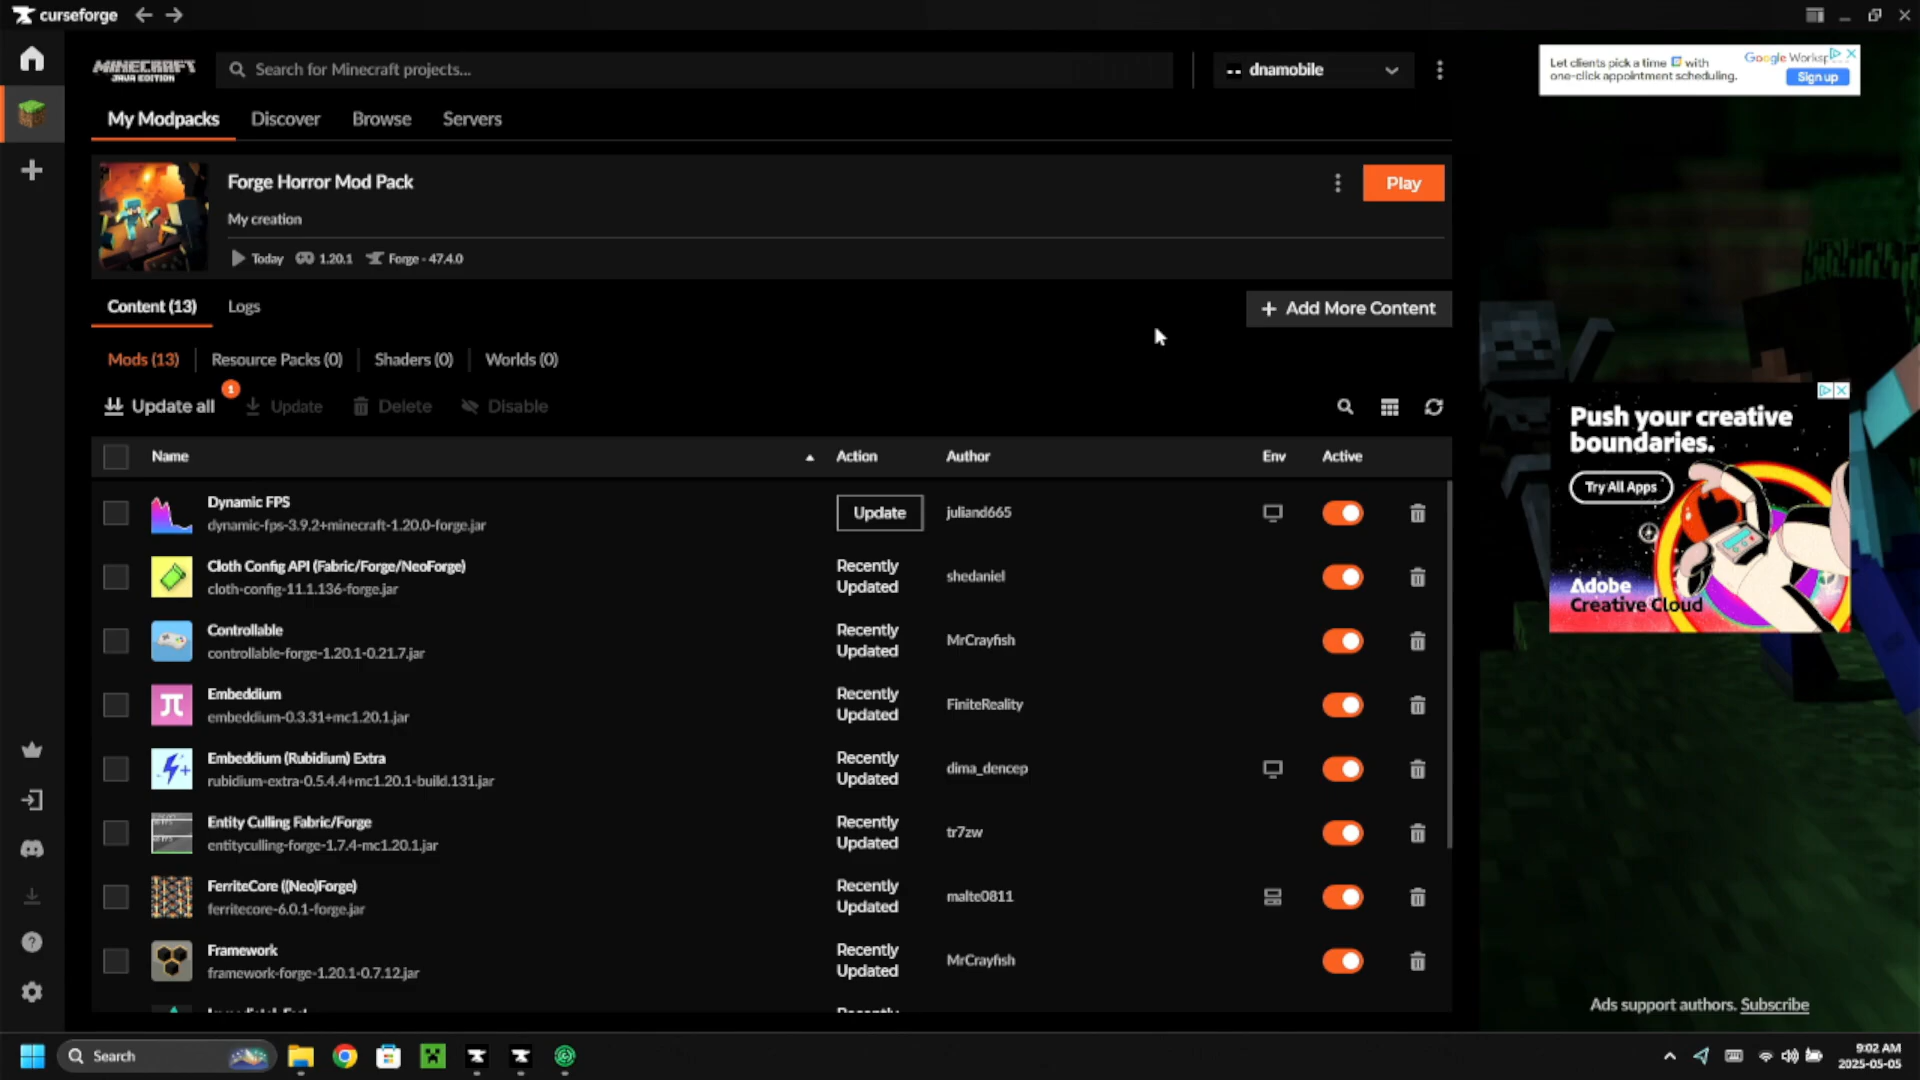 curseforge
MINECRAFT
JAVA EDITION
Search for Minecraft projects...
dnamobile
Let clients pick a time with
one-click appointment scheduling.
Google Worksp
Sign up
My Modpacks
Discover
Browse
Servers
Forge Horror Mod Pack
Play
My creation
Today
1.20.1
Forge - 47.4.0
Content (13)
Logs
+ Add More Content
Mods (13)
Resource Packs (0)
Shaders (0)
Worlds (0)
1
Update all
Update
Delete
Disable
Name
Action
Author
Env
Active
Dynamic FPS
dynamic-fps-3.9.2+minecraft-1.20.0-forge.jar
Update
juliand665
Cloth Config API (Fabric/Forge/NeoForge)
cloth-config-11.1.136-forge.jar
Recently
Updated
shedaniel
Controllable
controllable-forge-1.20.1-0.21.7.jar
Recently
Updated
MrCrayfish
Embeddium
embeddium-0.3.31+mc1.20.1.jar
Recently
Updated
FiniteReality
Embeddium (Rubidium) Extra
rubidium-extra-0.5.4.4+mc1.20.1-build.131.jar
Recently
Updated
dima_dencep
Entity Culling Fabric/Forge
entityculling-forge-1.7.4-mc1.20.1.jar
Recently
Updated
tr7zw
FerriteCore ((Neo)Forge)
ferritecore-6.0.1-forge.jar
Recently
Updated
malte0811
Framework
framework-forge-1.20.1-0.7.12.jar
Recently
Updated
MrCrayfish
Push your creative
boundaries.
Try All Apps
Adobe
Creative Cloud
Ads support authors. Subscribe
Search
9:02 AM
2025-05-05